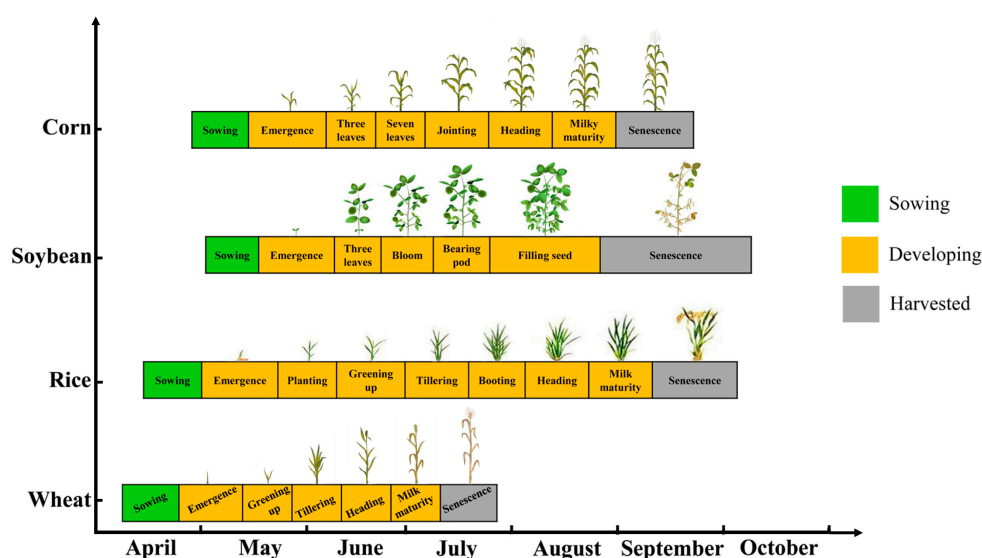 Corn
Sowing
Emergence
Three
leaves
Seven
leaves
Jointing
Heading
Milky
maturity
Senescence
Soybean
Sowing
Emergence
Three
leaves
Bloom
Bearing
pod
Filling seed
Senescence
Rice
Sowing
Emergence
Planting
Greening
up
Tillering
Booting
Heading
Milk
maturity
Senescence
Wheat
Sowing
Emergence
Greening
up
Tillering
Heading
Milk
maturity
Senescence
April
May
June
July
August
September
October
Sowing
Developing
Harvested